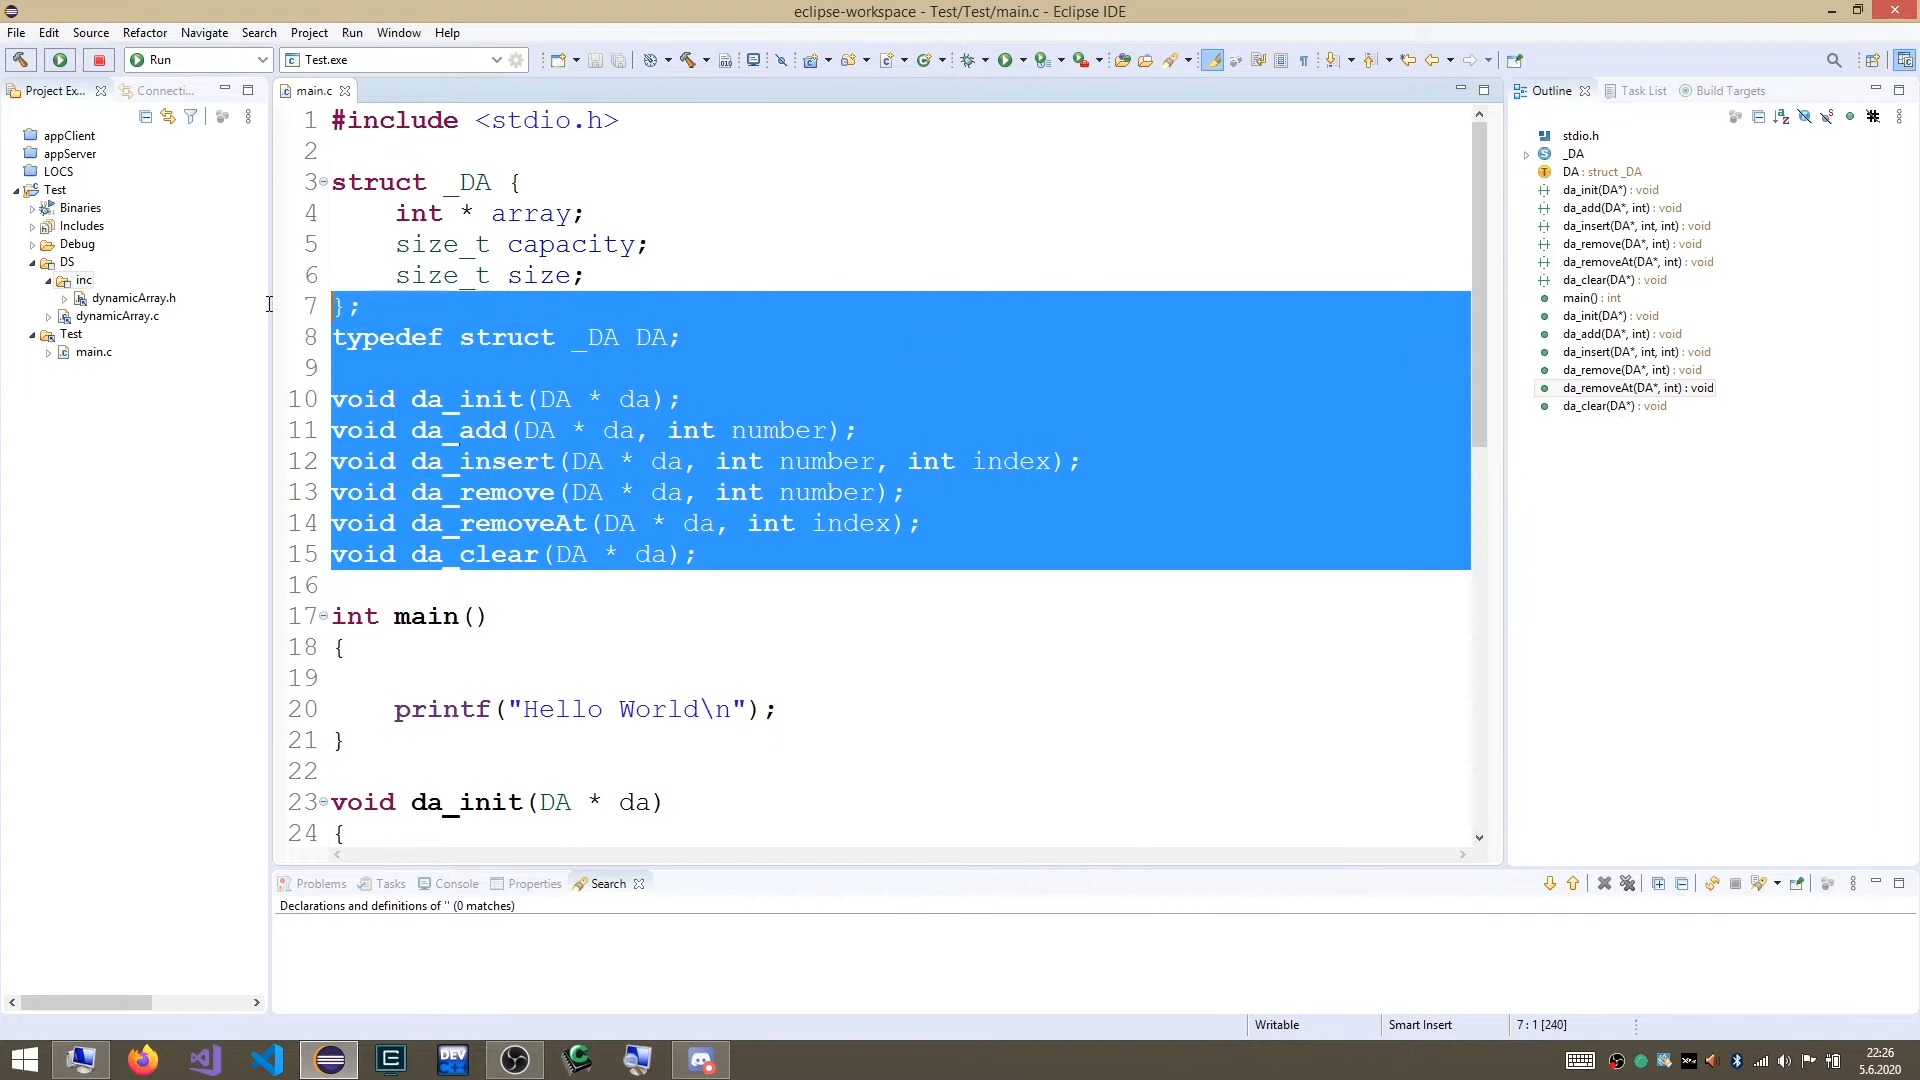 eclipse-workspace - Test/Test/main.c - Eclipse IDE
File Edit Source Refactor Navigate Search Project Run Window Help
Run
Test.exe
Project Ex...
Connecti...
appClient
appServer
LOCS
Test
Binaries
Includes
Debug
DS
inc
dynamicArray.h
dynamicArray.c
Test
main.c
main.c
1 #include <stdio.h>
2
3 struct _DA {
4 int * array;
5 size_t capacity;
6 size_t size;
7 };
8 typedef struct _DA DA;
9
10 void da_init(DA * da);
11 void da_add(DA * da, int number);
12 void da_insert(DA * da, int number, int index);
13 void da_remove(DA * da, int number);
14 void da_removeAt(DA * da, int index);
15 void da_clear(DA * da);
16
17 int main()
18 {
19
20 printf("Hello World\n");
21 }
22
23 void da_init(DA * da)
24 {
Outline
Task List
Build Targets
stdio.h
_DA
DA : struct _DA
da_init(DA*) : void
da_add(DA*, int) : void
da_insert(DA*, int, int) : void
da_remove(DA*, int) : void
da_removeAt(DA*, int) : void
da_clear(DA*) : void
main() : int
da_init(DA*) : void
da_add(DA*, int) : void
da_insert(DA*, int, int) : void
da_remove(DA*, int) : void
da_removeAt(DA*, int) : void
da_clear(DA*) : void
Problems Tasks Console Properties Search
Declarations and definitions of '' (0 matches)
Writable
Smart Insert
7 : 1 [240]
DEV
22:26
5.6.2020